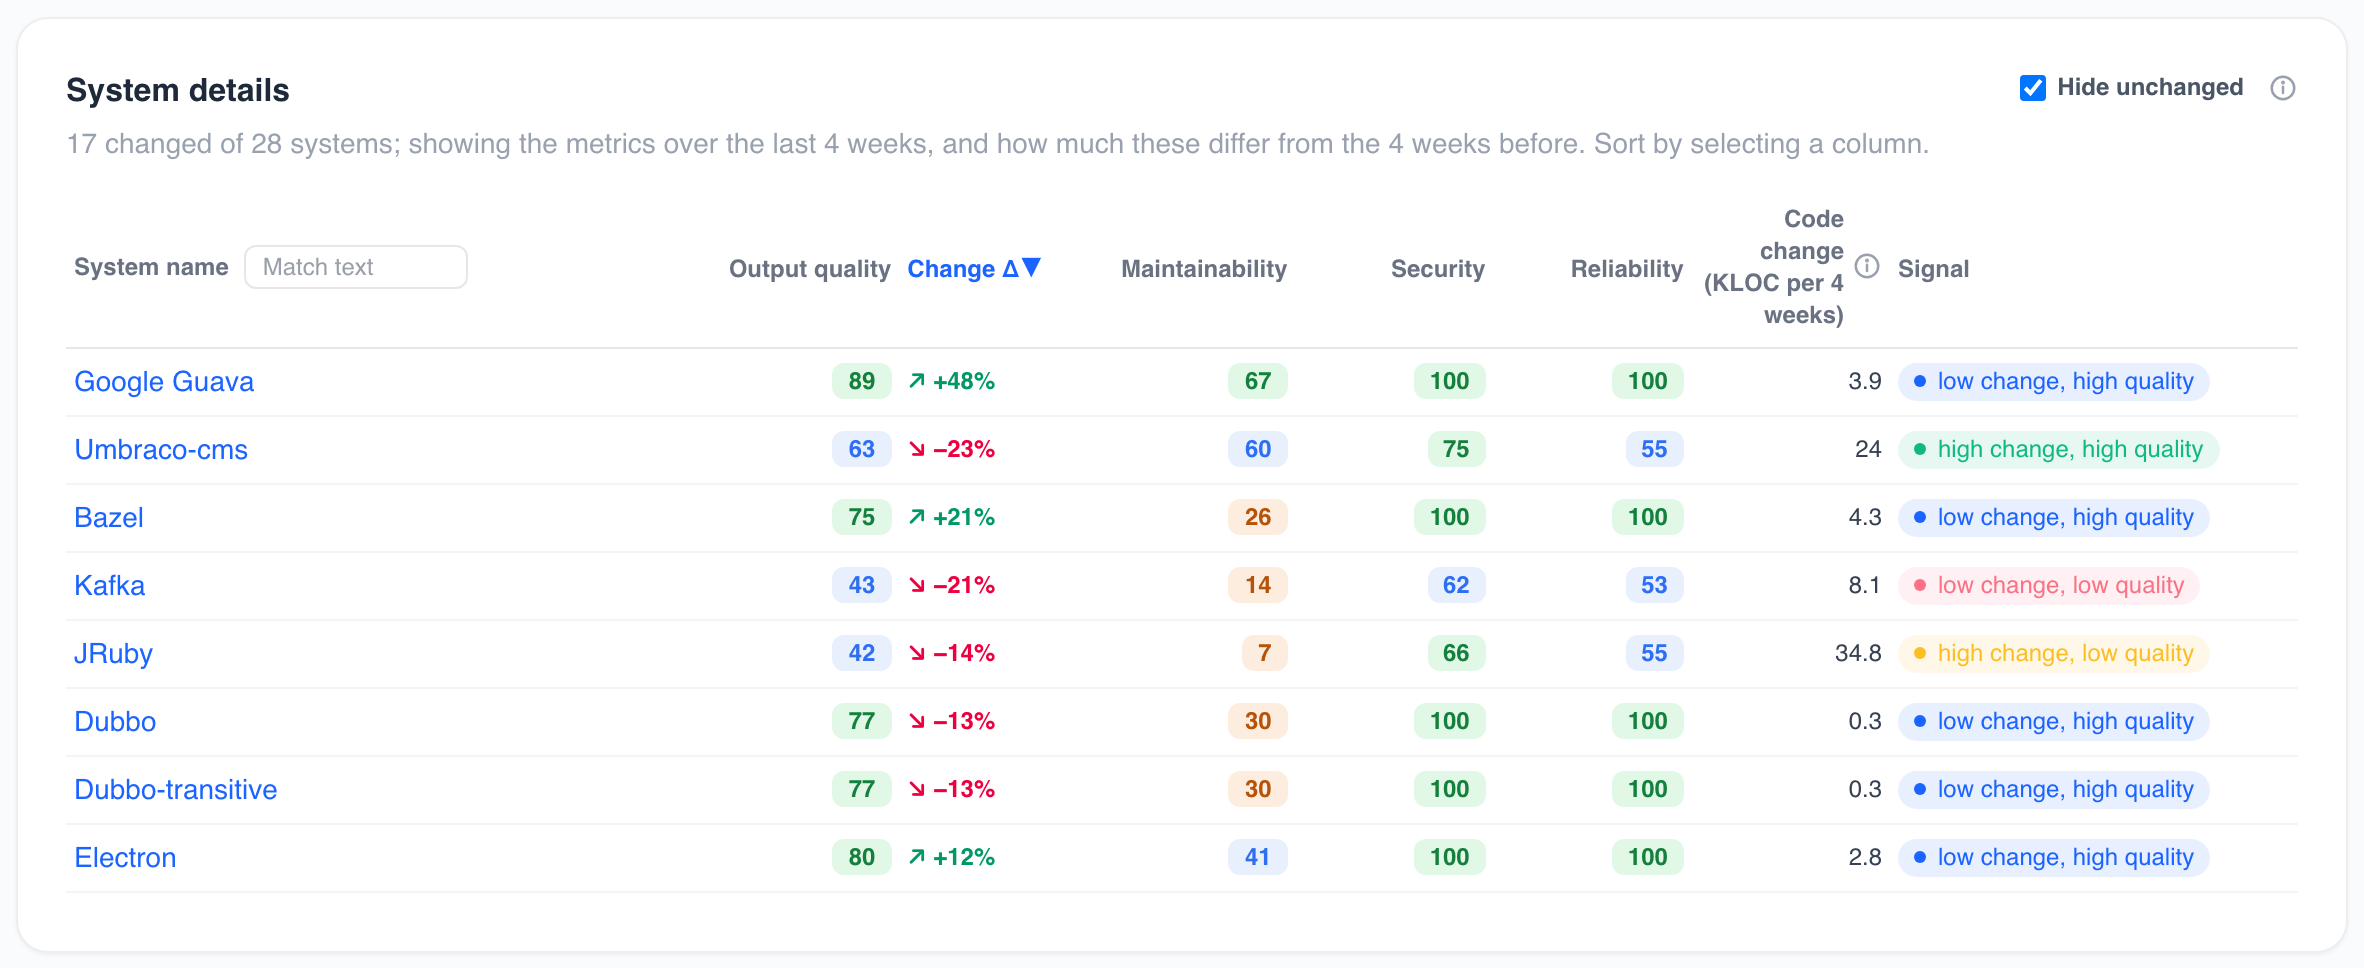 System details
Hide unchanged
17 changed of 28 systems; showing the metrics over the last 4 weeks, and how much these differ from the 4 weeks before. Sort by selecting a column.
System name Match text Output quality Change Δ▼ Maintainability Security Reliability Code change (KLOC per 4 weeks) Signal
Google Guava 89 ↗ +48% 67 100 100 3.9 low change, high quality
Umbraco-cms 63 ↘ −23% 60 75 55 24 high change, high quality
Bazel 75 ↗ +21% 26 100 100 4.3 low change, high quality
Kafka 43 ↘ −21% 14 62 53 8.1 low change, low quality
JRuby 42 ↘ −14% 7 66 55 34.8 high change, low quality
Dubbo 77 ↘ −13% 30 100 100 0.3 low change, high quality
Dubbo-transitive 77 ↘ −13% 30 100 100 0.3 low change, high quality
Electron 80 ↗ +12% 41 100 100 2.8 low change, high quality